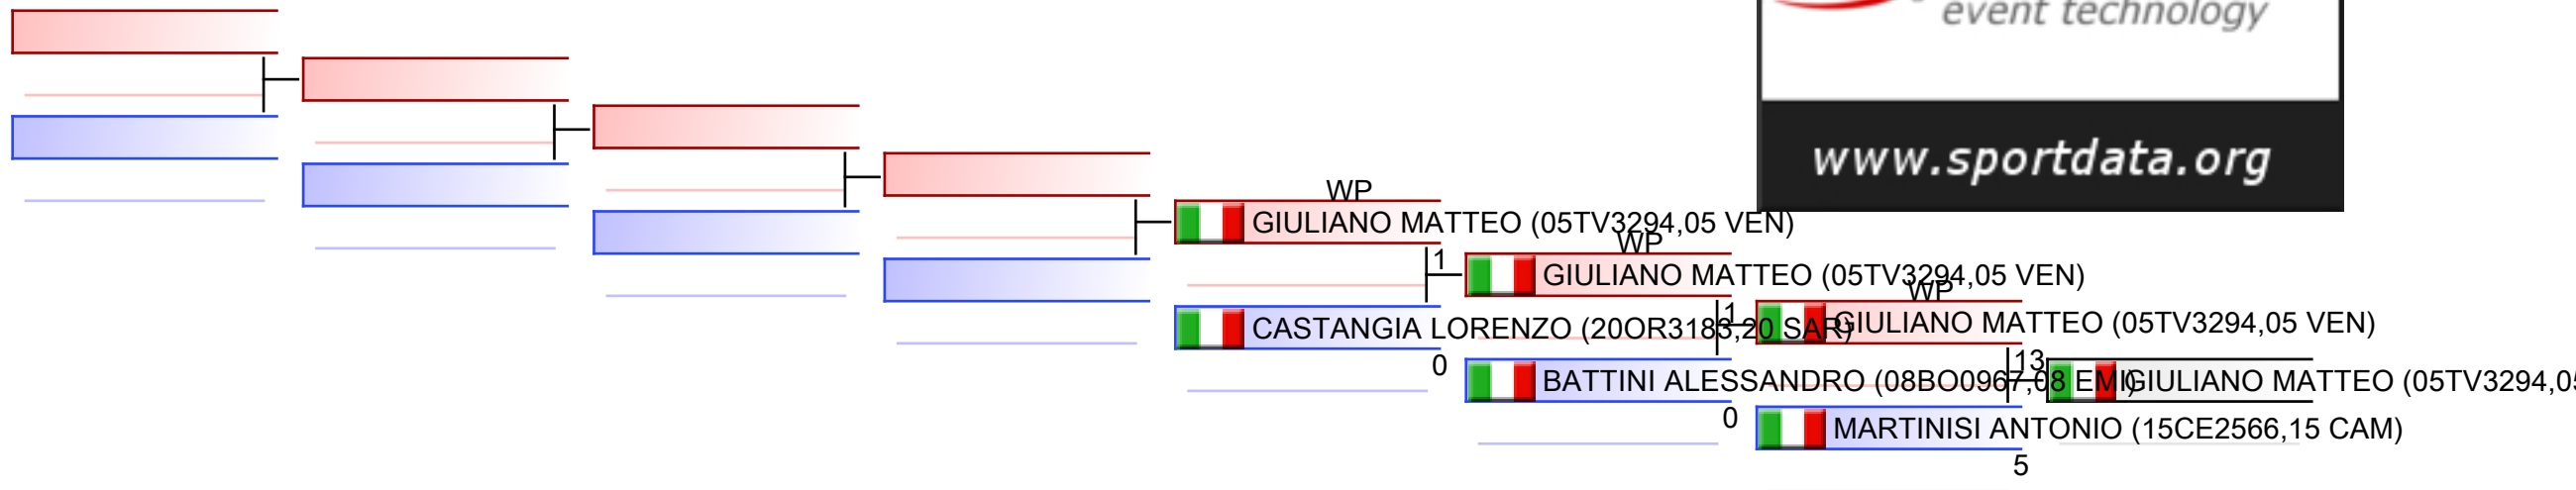 event technology
www.sportdata.org
WP
GIULIANO MATTEO (05TV3294,05 VEN)
WP
1
GIULIANO MATTEO (05TV3294,05 VEN)
WP
CASTANGIA LORENZO (20OR3183,20 SAR)
1
GIULIANO MATTEO (05TV3294,05 VEN)
0
BATTINI ALESSANDRO (08BO0967,08 EMI)
13
GIULIANO MATTEO (05TV3294,05
0
MARTINISI ANTONIO (15CE2566,15 CAM)
5